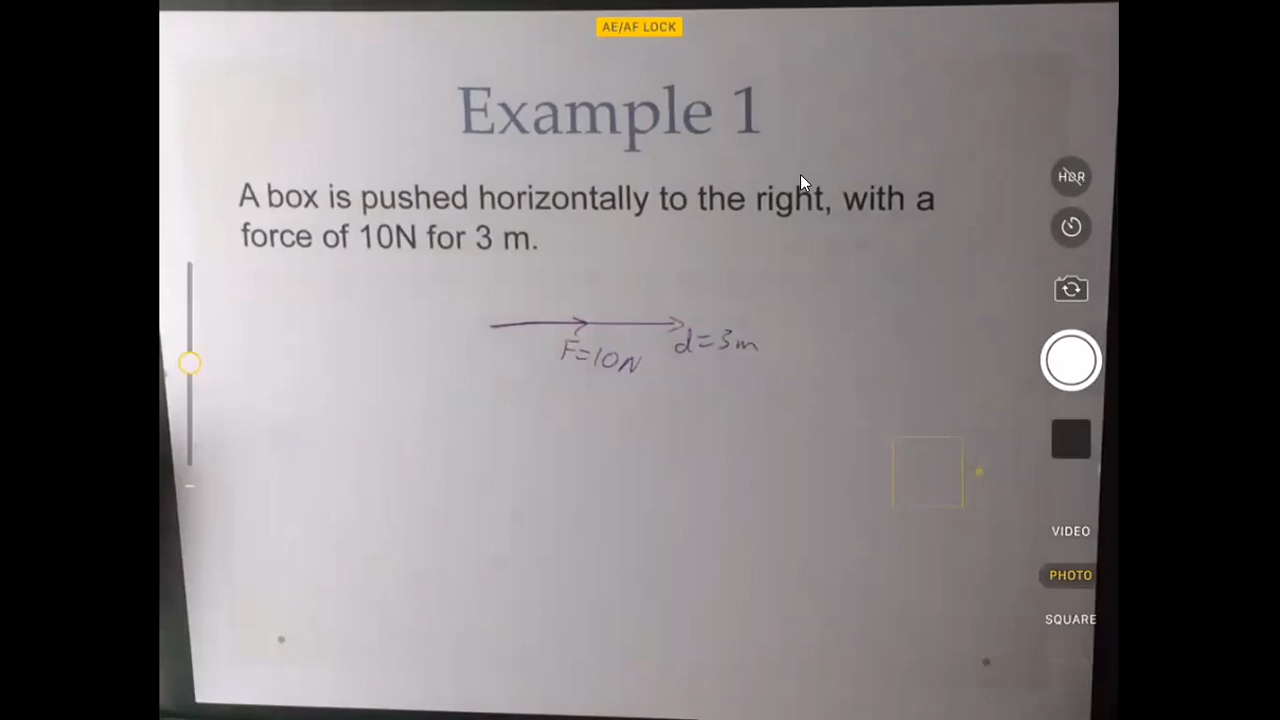 AE/AF LOCK
Example 1
HDR
A box is pushed horizontally to the right, with a
force of 10N for 3 m.
F=10N
d=3m
VIDEO
PHOTO
SQUARE